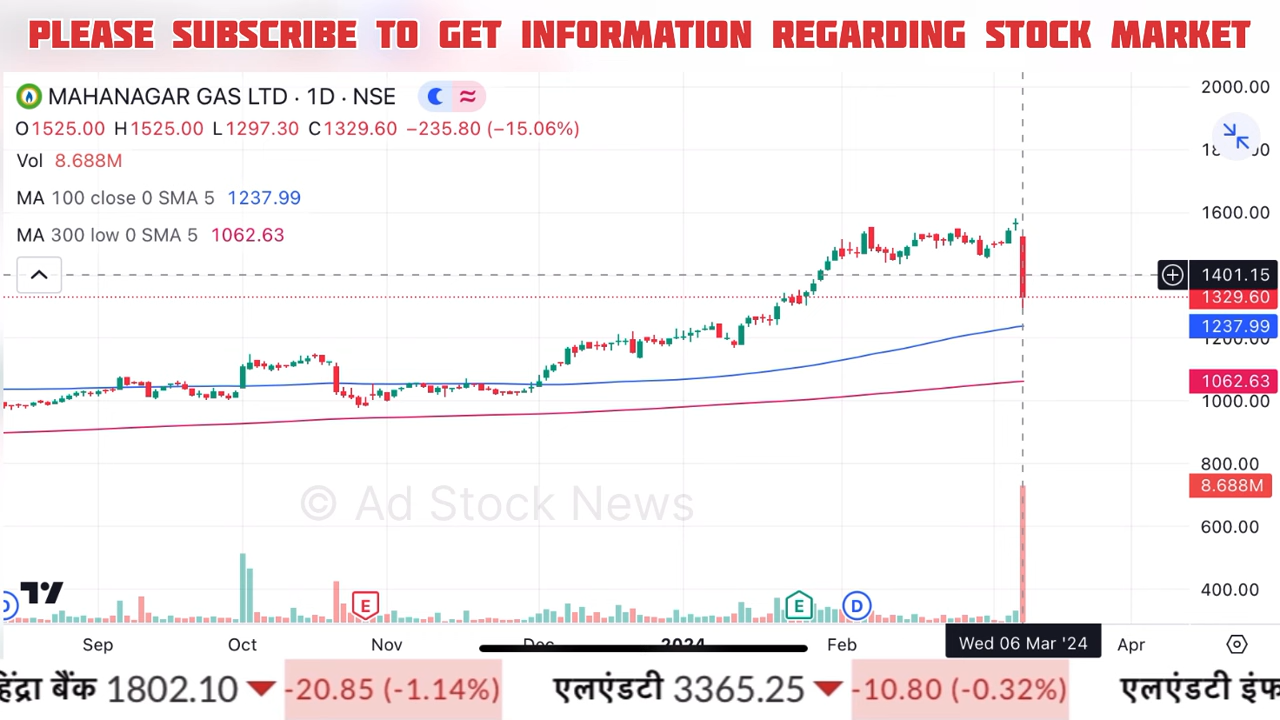 PLEASE SUBSCRIBE TO GET INFORMATION REGARDING STOCK MARKET
MAHANAGAR GAS LTD · 1D · NSE
O1525.00 H1525.00 L1297.30 C1329.60 −235.80 (−15.06%)
Vol 8.688M
MA 100 close 0 SMA 5 1237.99
MA 300 low 0 SMA 5 1062.63
2000.00
1600.00
1401.15
1329.60
1237.99
1200.00
1062.63
1000.00
800.00
8.688M
600.00
400.00
© Ad Stock News
D E E D
Sep Oct Nov Dec 2024 Feb Wed 06 Mar '24 Apr
हिंद्रा बैंक 1802.10 -20.85 (-1.14%) एलएंडटी 3365.25 -10.80 (-0.32%) एलएंडटी इंफ